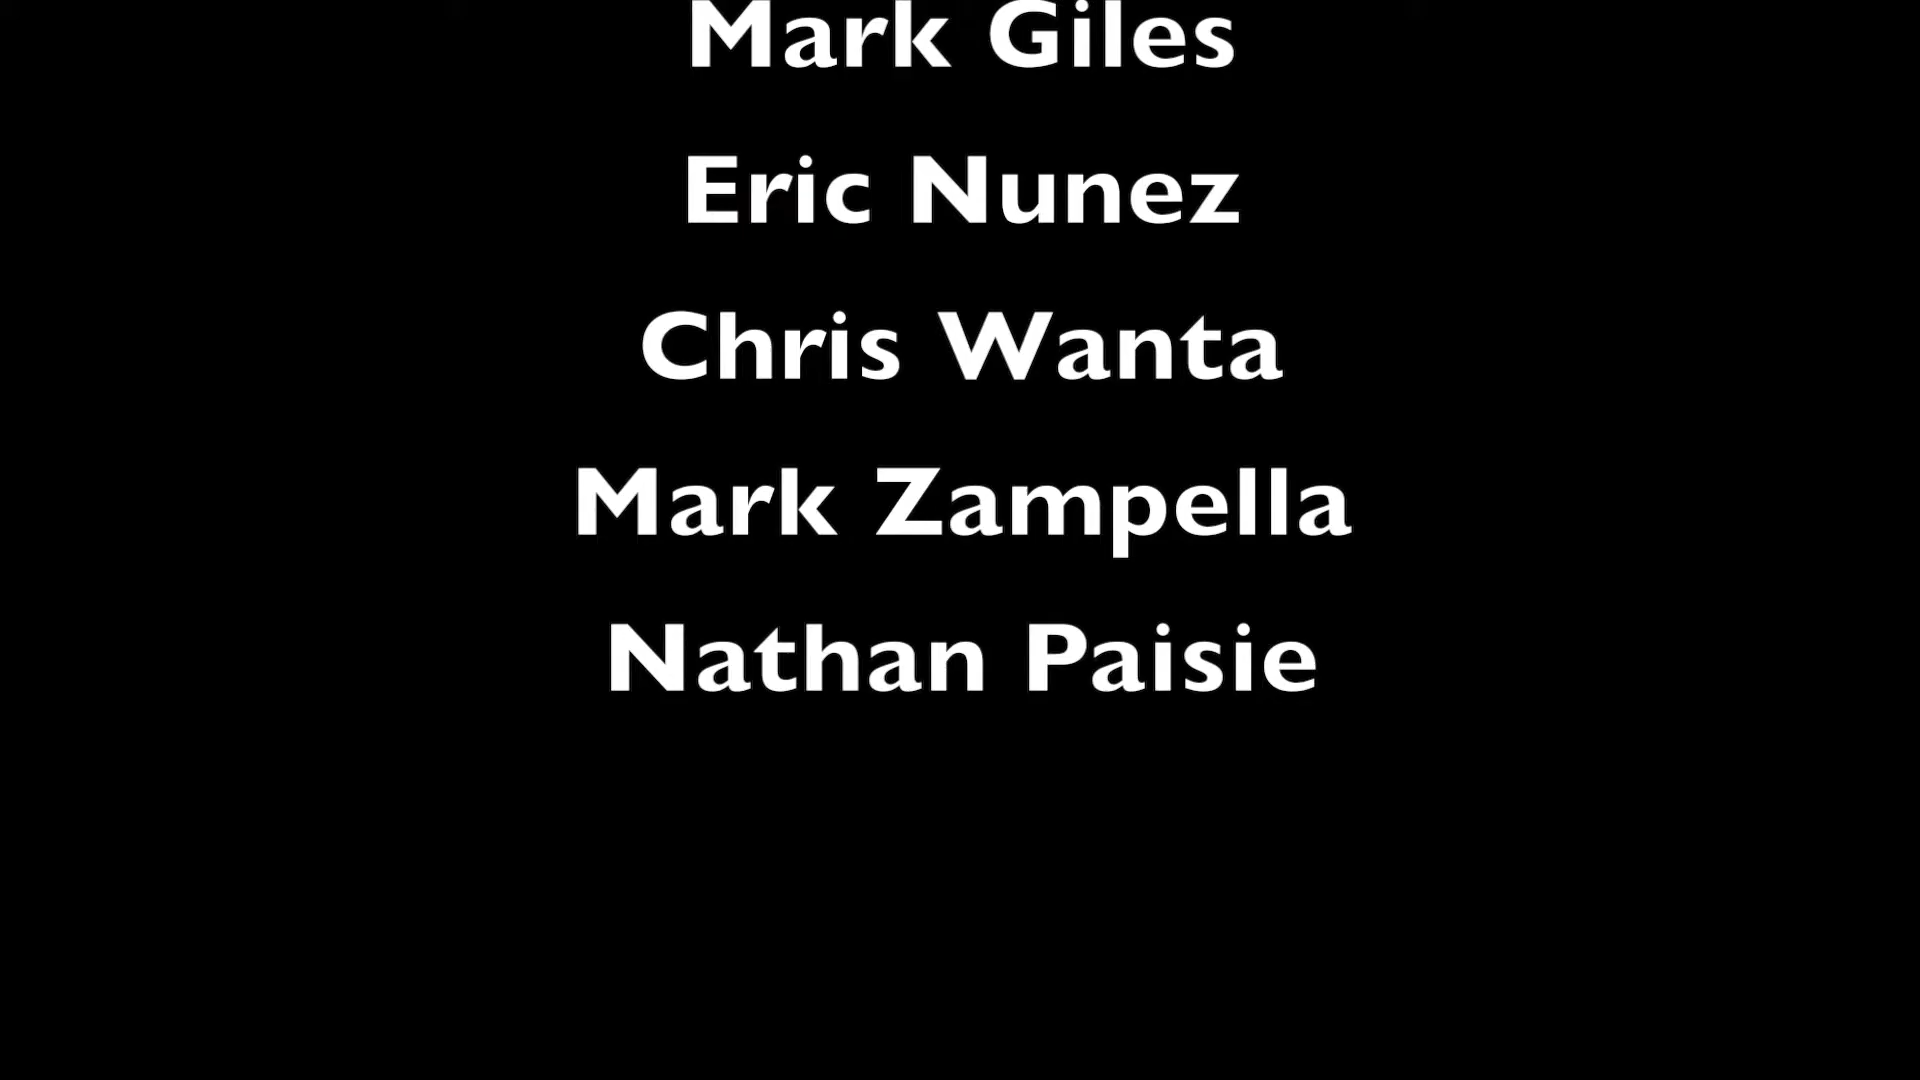 Mark Giles
Eric Nunez
Chris Wanta
Mark Zampella
Nathan Paisie